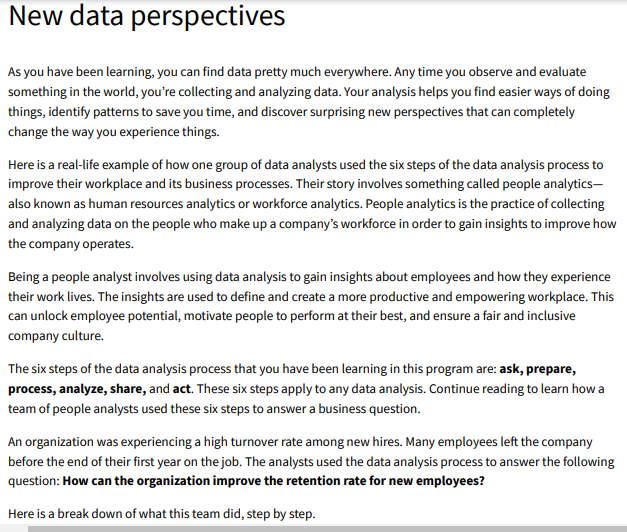 New data perspectives
As you have been learning, you can find data pretty much everywhere. Any time you observe and evaluate
something in the world, you’re collecting and analyzing data. Your analysis helps you find easier ways of doing
things, identify patterns to save you time, and discover surprising new perspectives that can completely
change the way you experience things.
Here is a real-life example of how one group of data analysts used the six steps of the data analysis process to
improve their workplace and its business processes. Their story involves something called people analytics—
also known as human resources analytics or workforce analytics. People analytics is the practice of collecting
and analyzing data on the people who make up a company’s workforce in order to gain insights to improve how
the company operates.
Being a people analyst involves using data analysis to gain insights about employees and how they experience
their work lives. The insights are used to define and create a more productive and empowering workplace. This
can unlock employee potential, motivate people to perform at their best, and ensure a fair and inclusive
company culture.
The six steps of the data analysis process that you have been learning in this program are: ask, prepare,
process, analyze, share, and act. These six steps apply to any data analysis. Continue reading to learn how a
team of people analysts used these six steps to answer a business question.
An organization was experiencing a high turnover rate among new hires. Many employees left the company
before the end of their first year on the job. The analysts used the data analysis process to answer the following
question: How can the organization improve the retention rate for new employees?
Here is a break down of what this team did, step by step.